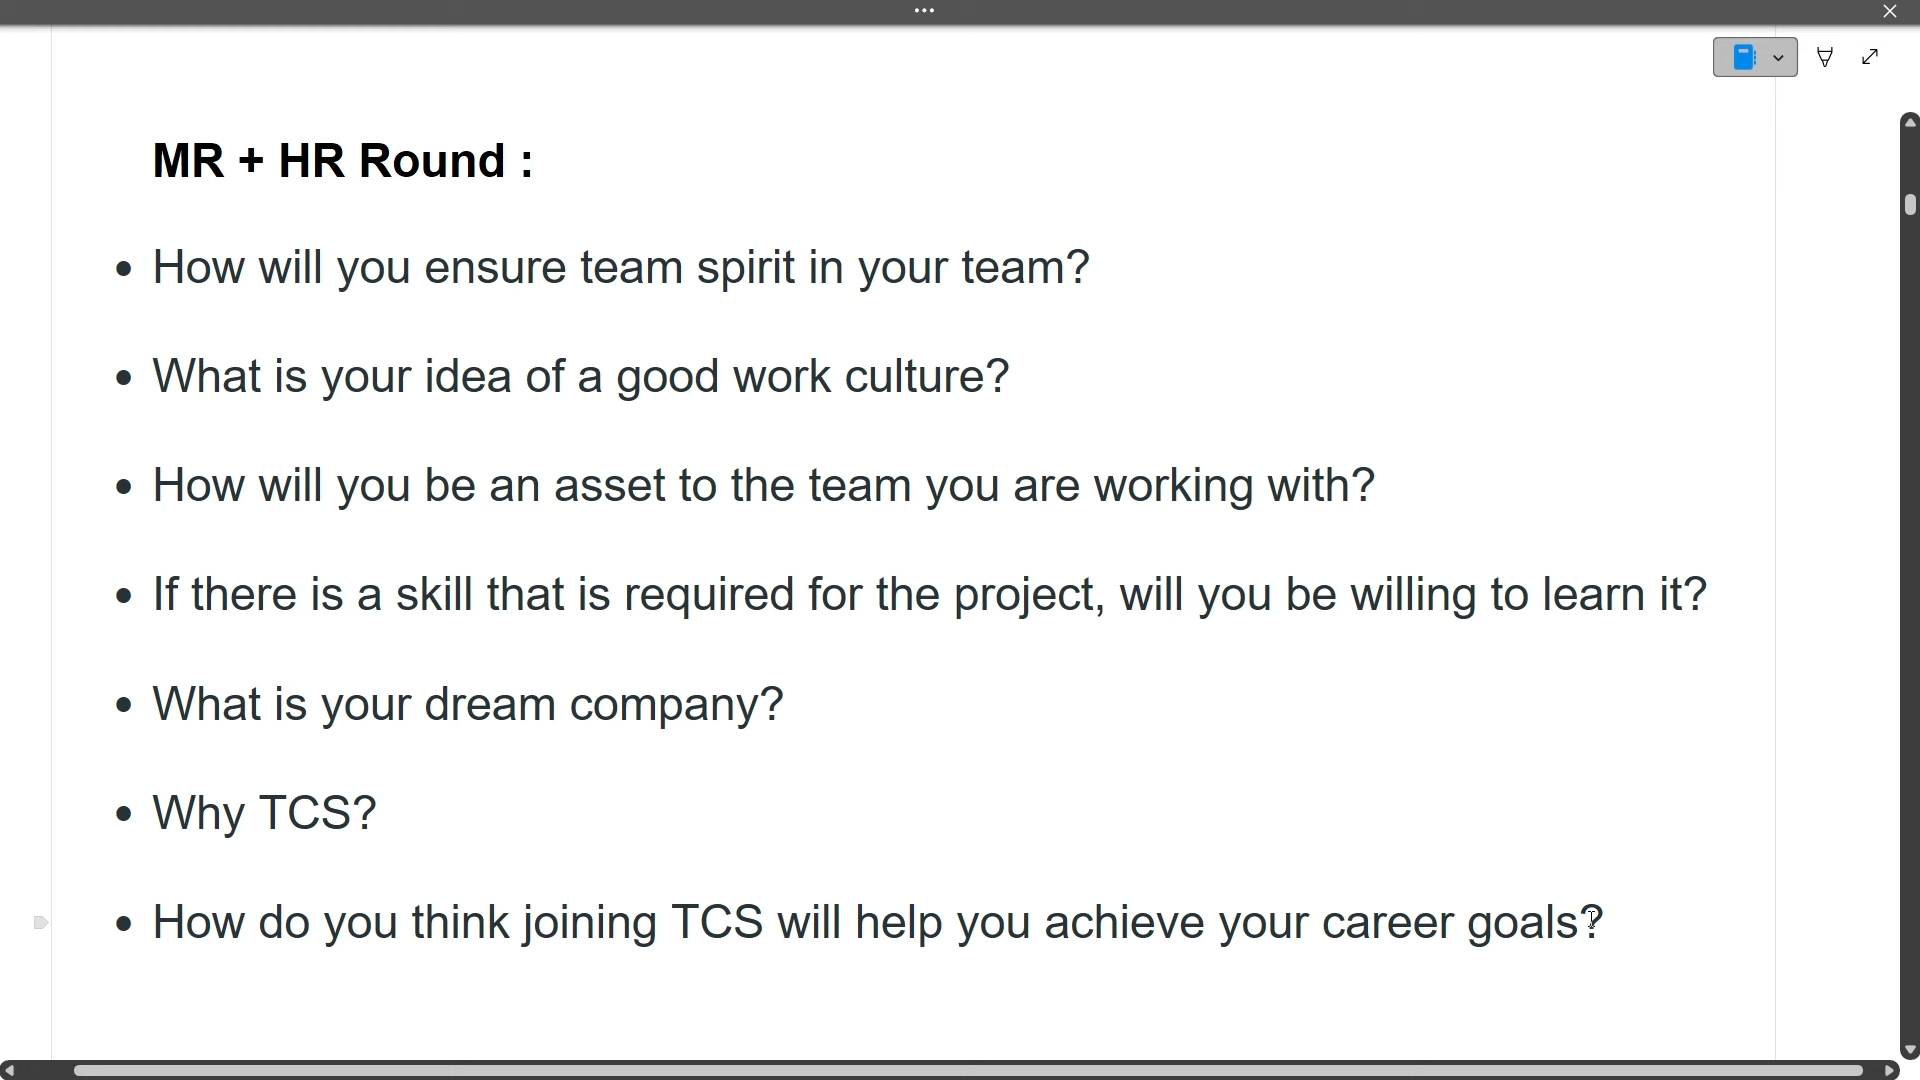 MR + HR Round :
• How will you ensure team spirit in your team?
• What is your idea of a good work culture?
• How will you be an asset to the team you are working with?
• If there is a skill that is required for the project, will you be willing to learn it?
• What is your dream company?
• Why TCS?
• How do you think joining TCS will help you achieve your career goals?